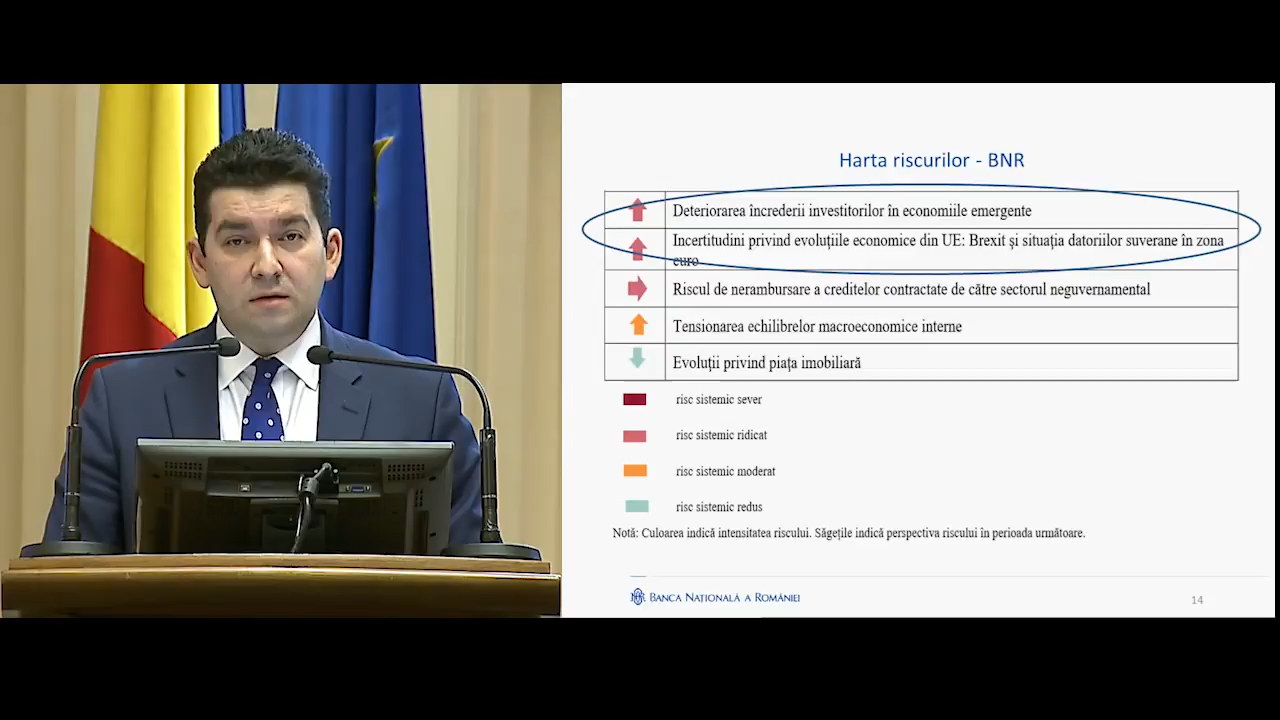 Harta riscurilor - BNR
Deteriorarea încrederii investitorilor în economiile emergente
Incertitudini privind evoluțiile economice din UE: Brexit și situația datoriilor suverane în zona
euro
Riscul de nerambursare a creditelor contractate de către sectorul neguvernamental
Tensionarea echilibrelor macroeconomice interne
Evoluții privind piața imobiliară
risc sistemic sever
risc sistemic ridicat
risc sistemic moderat
risc sistemic redus
Notă: Culoarea indică intensitatea riscului. Săgețile indică perspectiva riscului în perioada următoare.
BANCA NAȚIONALĂ A ROMÂNIEI
14